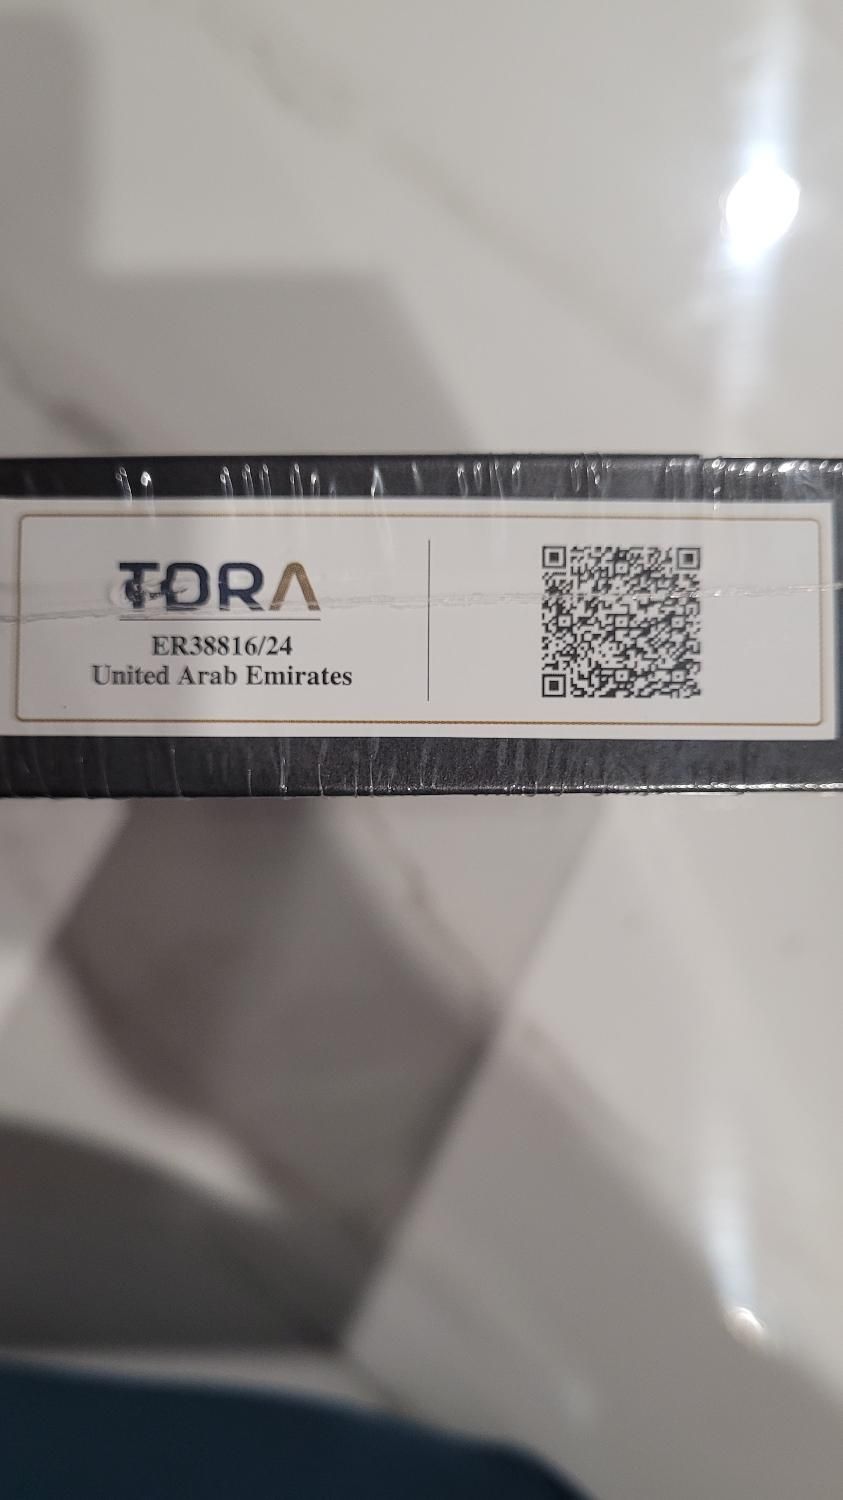 TDRA
ER38816/24
United Arab Emirates